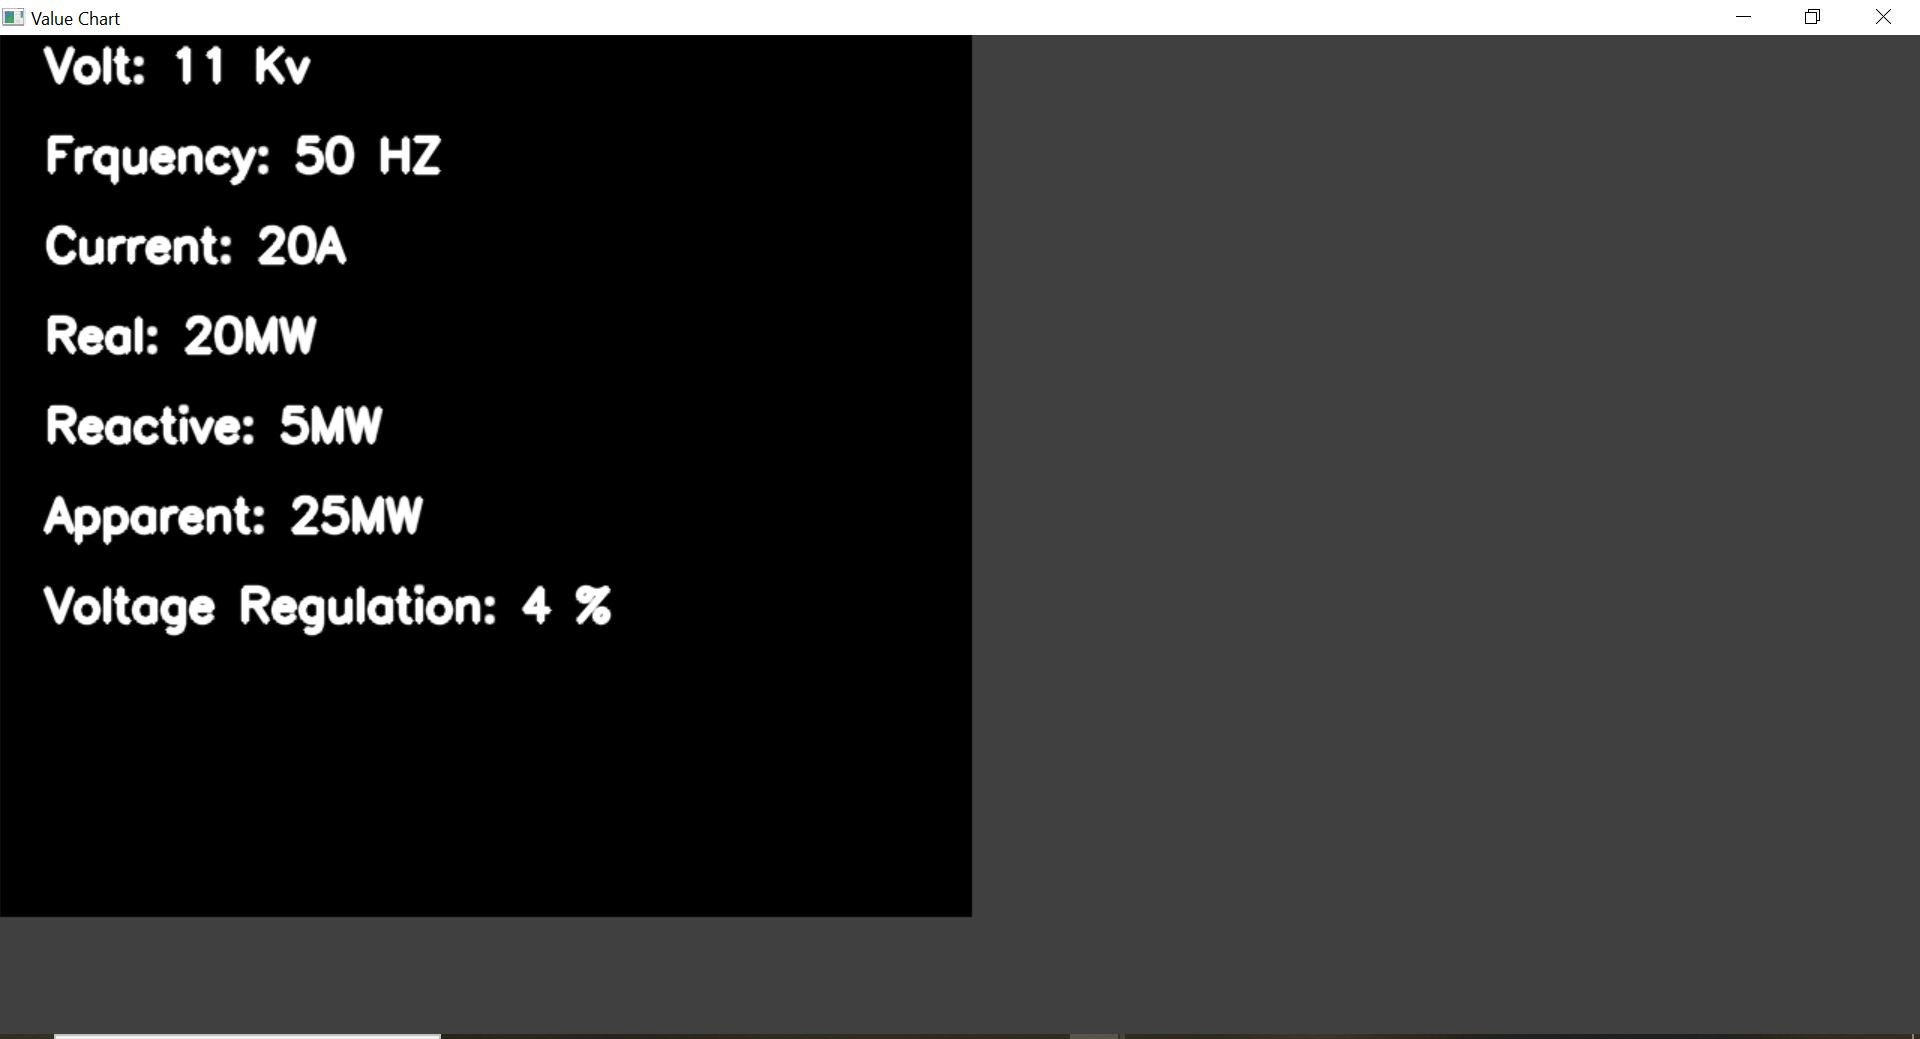 Value Chart
Volt: 11 Kv
Frquency: 50 HZ
Current: 20A
Real: 20MW
Reactive: 5MW
Apparent: 25MW
Voltage Regulation: 4 %